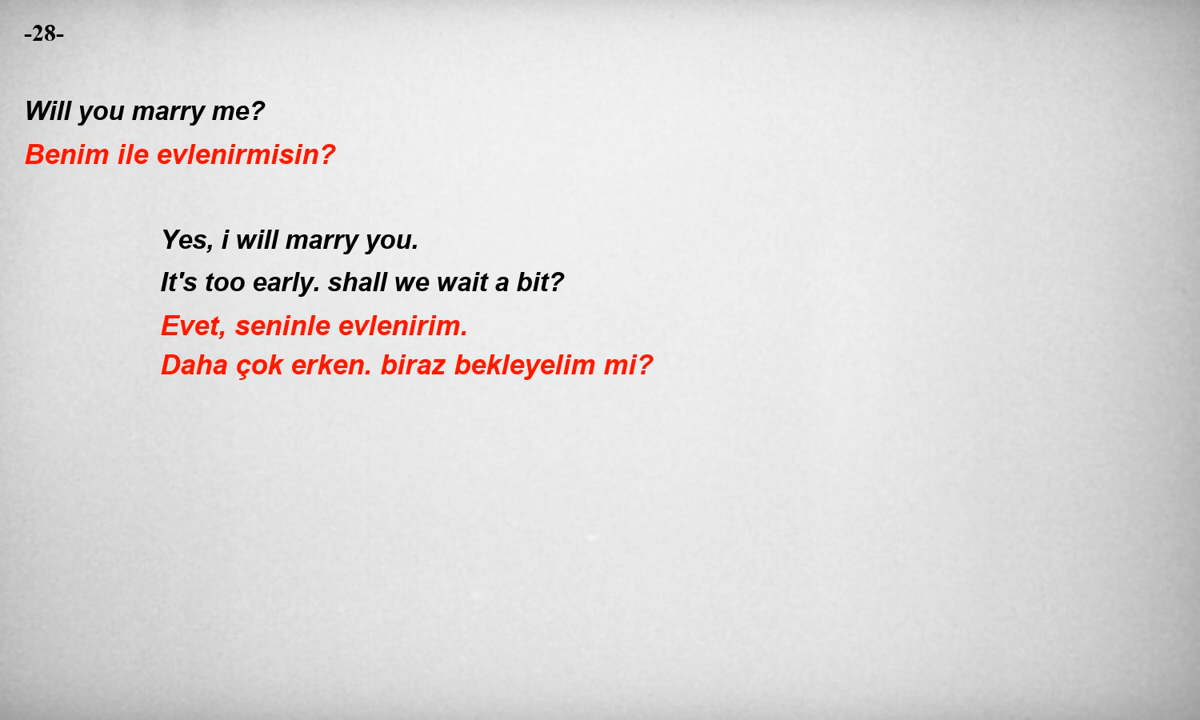 -28-
Will you marry me?
Benim ile evlenirmisin?
Yes, i will marry you.
It's too early. shall we wait a bit?
Evet, seninle evlenirim.
Daha çok erken. biraz bekleyelim mi?